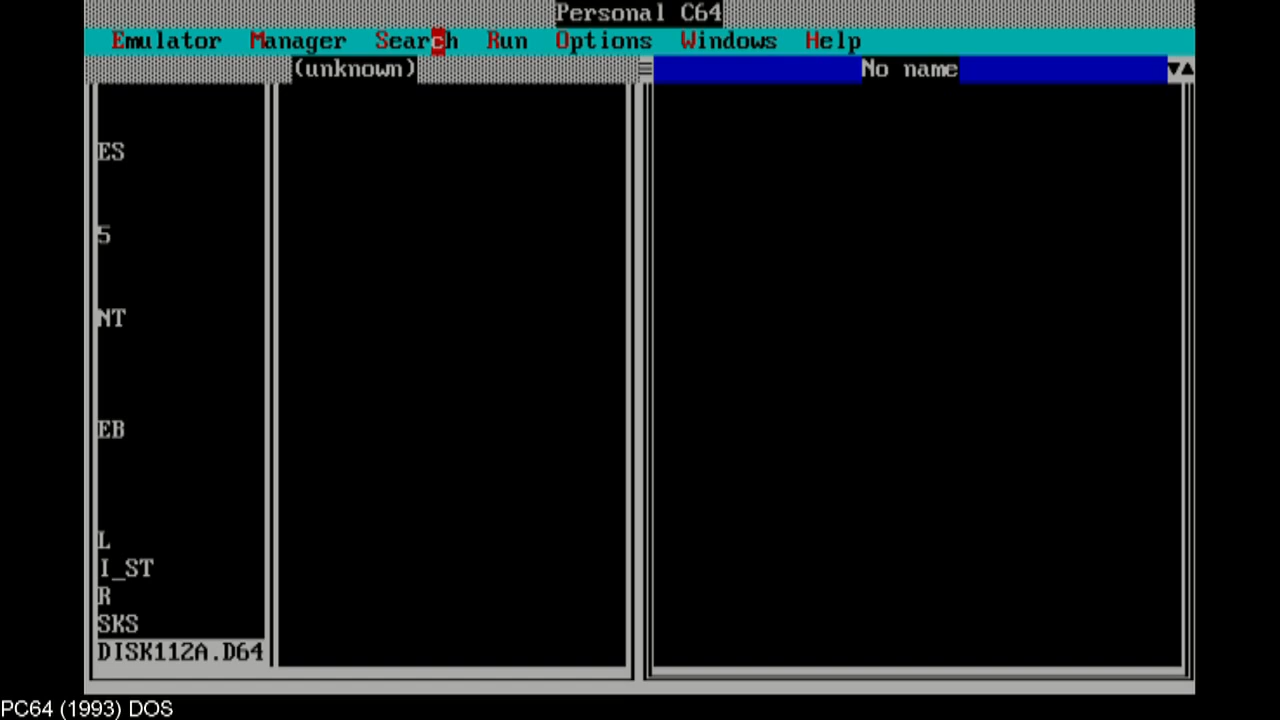 Personal C64
Emulator Manager Search Run Options Windows Help
(unknown)
No name
ES
5
NT
EB
L
I_ST
R
SKS
DISK112A.D64
PC64 (1993) DOS